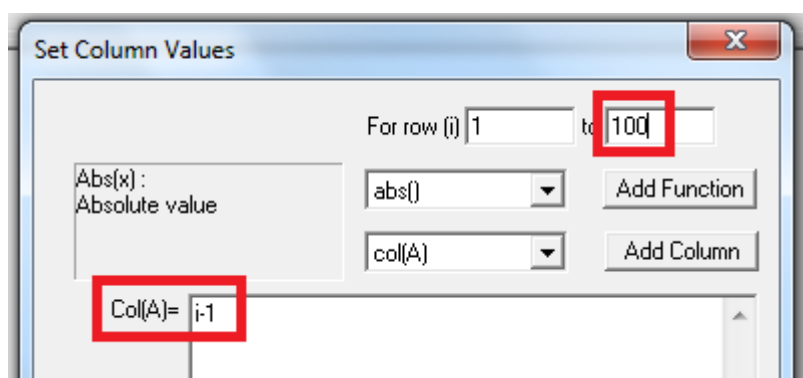 Set Column Values
For row (i) 1 to 100
Abs(x) :
Absolute value
abs()
Add Function
col(A)
Add Column
Col(A)= i-1